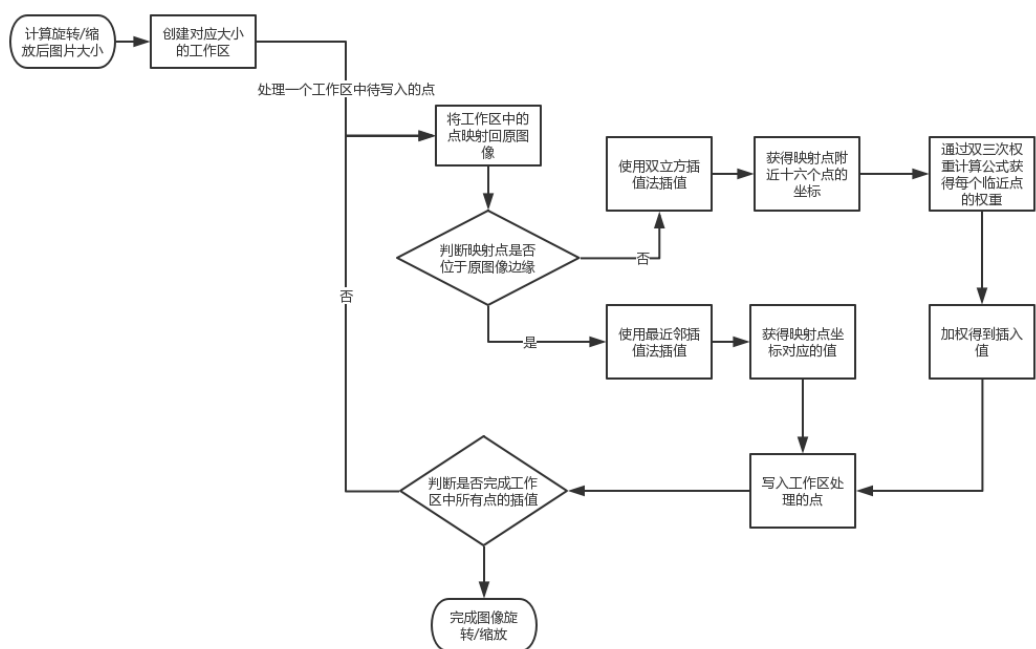 计算旋转/缩
放后图片大小
创建对应大小
的工作区
处理一个工作区中待写入的点
将工作区中的
点映射回原图
像
判断映射点是否
位于原图像边缘
否
使用双立方插
值法插值
获得映射点附
近十六个点的
坐标
通过双三次权
重计算公式获
得每个临近点
的权重
加权得到插入
值
是
使用最近邻插
值法插值
获得映射点坐
标对应的值
写入工作区处
理的点
判断是否完成工作
区中所有点的插值
否
完成图像旋
转/缩放